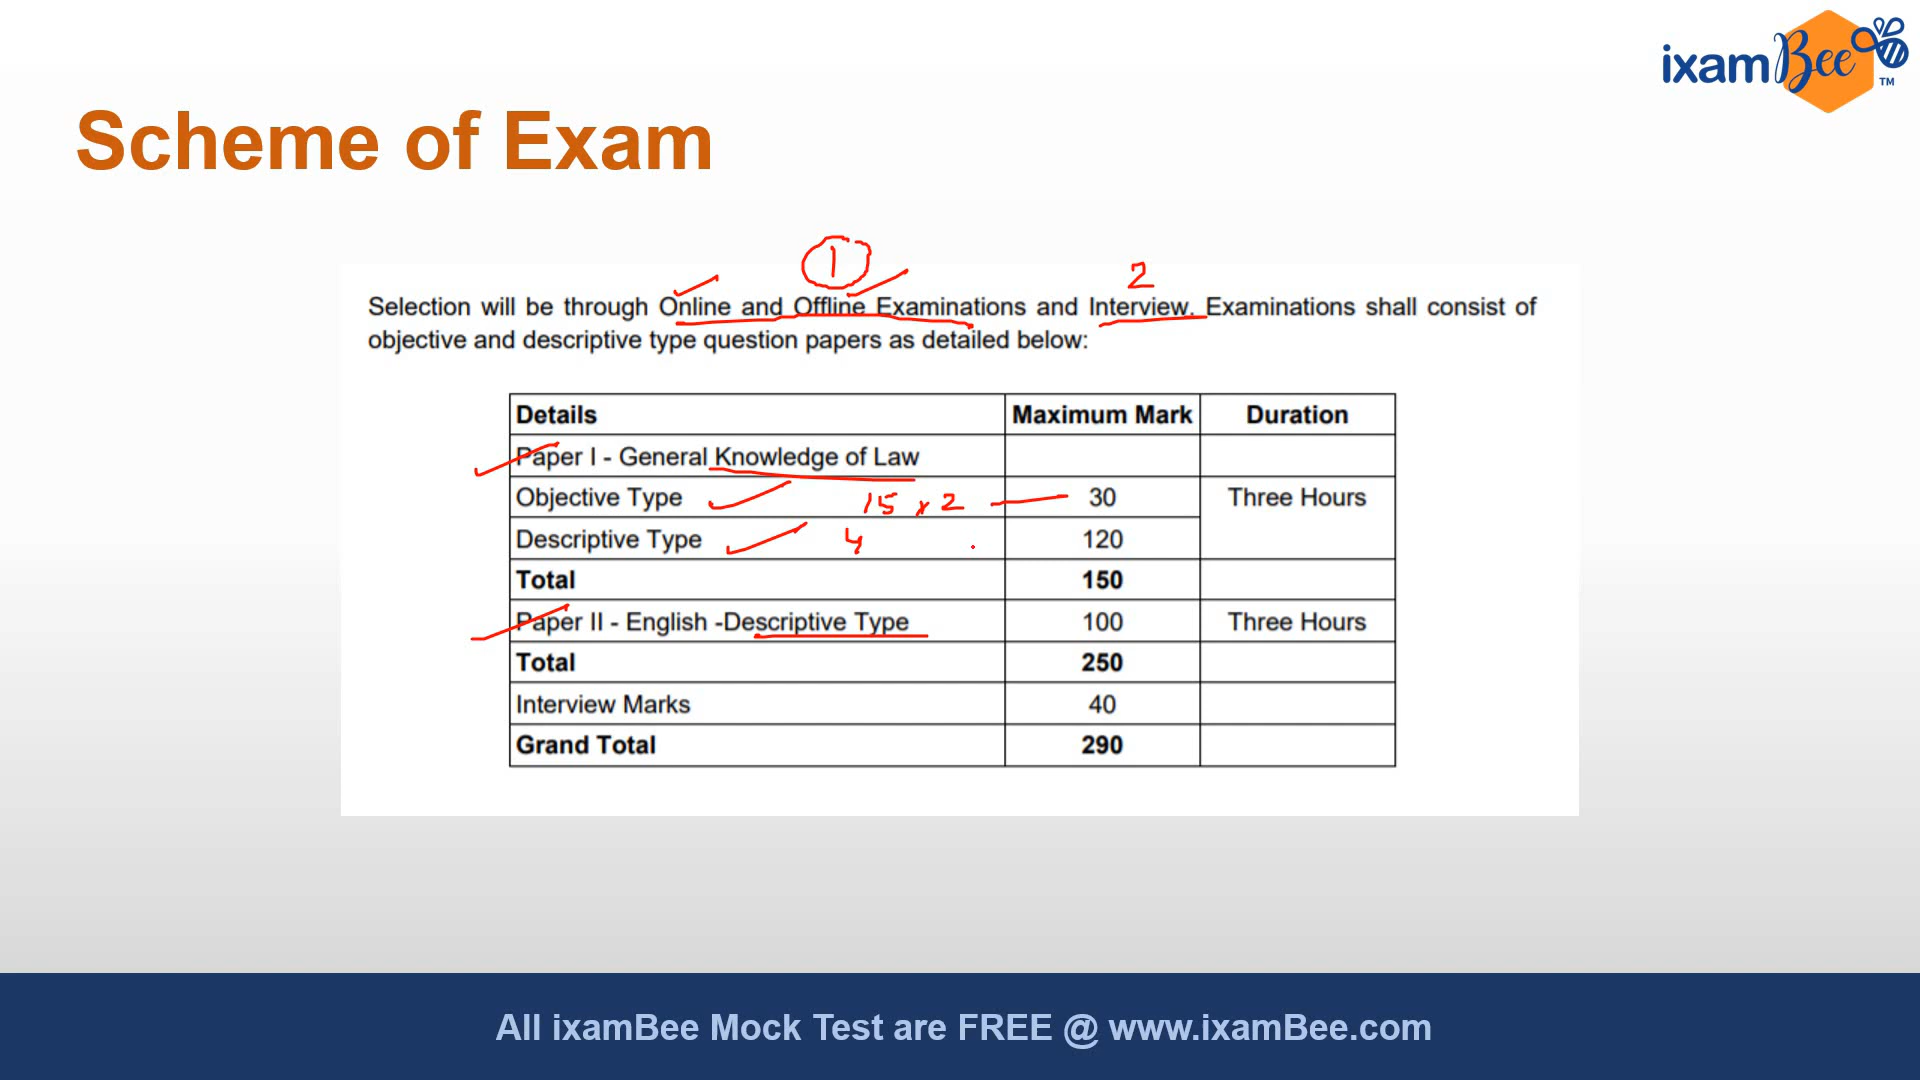 ixamBee™
Scheme of Exam
1
2
Selection will be through Online and Offline Examinations and Interview. Examinations shall consist of
objective and descriptive type question papers as detailed below:
Details Maximum Mark Duration
Paper I - General Knowledge of Law
Objective Type 15 x 2 — 30 Three Hours
Descriptive Type 4 120
Total 150
Paper II - English -Descriptive Type 100 Three Hours
Total 250
Interview Marks 40
Grand Total 290
All ixamBee Mock Test are FREE @ www.ixamBee.com